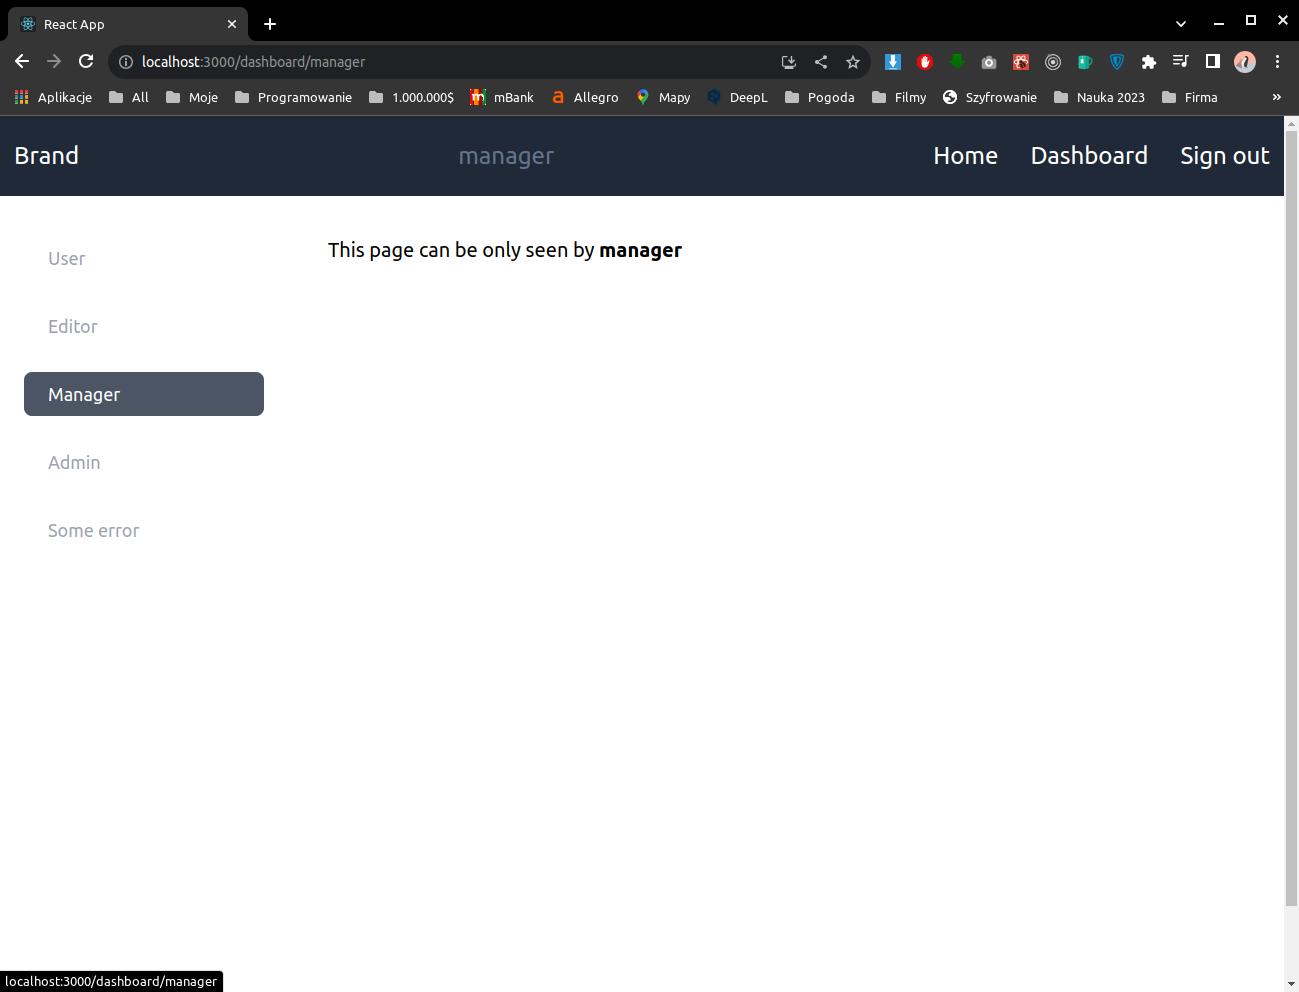 React App
localhost:3000/dashboard/manager
Aplikacje All Moje Programowanie 1.000.000$ mBank Allegro Mapy DeepL Pogoda Filmy Szyfrowanie Nauka 2023 Firma »
Brand manager Home Dashboard Sign out
This page can be only seen by manager
User
Editor
Manager
Admin
Some error
localhost:3000/dashboard/manager